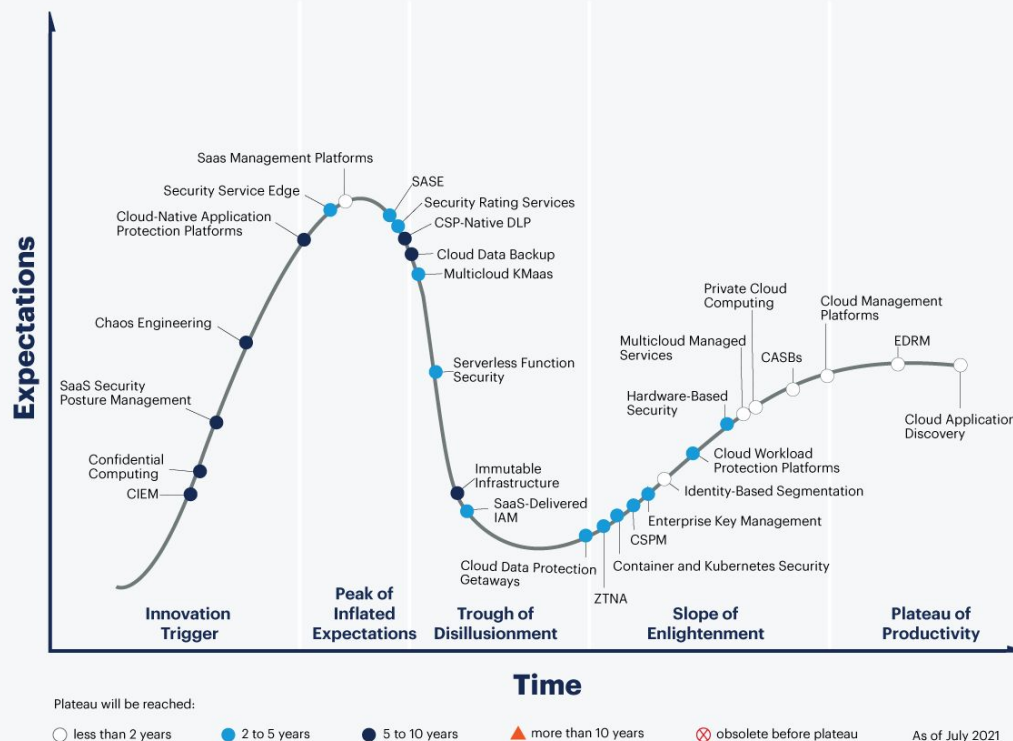 Expectations
Saas Management Platforms
Security Service Edge
Cloud-Native Application
Protection Platforms
Chaos Engineering
SaaS Security
Posture Management
Confidential
Computing
CIEM
SASE
Security Rating Services
CSP-Native DLP
Cloud Data Backup
Multicloud KMaas
Serverless Function
Security
Immutable
Infrastructure
SaaS-Delivered
IAM
Cloud Data Protection
Getaways
ZTNA
Container and Kubernetes Security
CSPM
Enterprise Key Management
Identity-Based Segmentation
Cloud Workload
Protection Platforms
Hardware-Based
Security
Multicloud Managed
Services
Private Cloud
Computing
CASBs
Cloud Management
Platforms
EDRM
Cloud Application
Discovery
Innovation
Trigger
Peak of
Inflated
Expectations
Trough of
Disillusionment
Slope of
Enlightenment
Plateau of
Productivity
Time
Plateau will be reached:
less than 2 years
2 to 5 years
5 to 10 years
more than 10 years
obsolete before plateau
As of July 2021